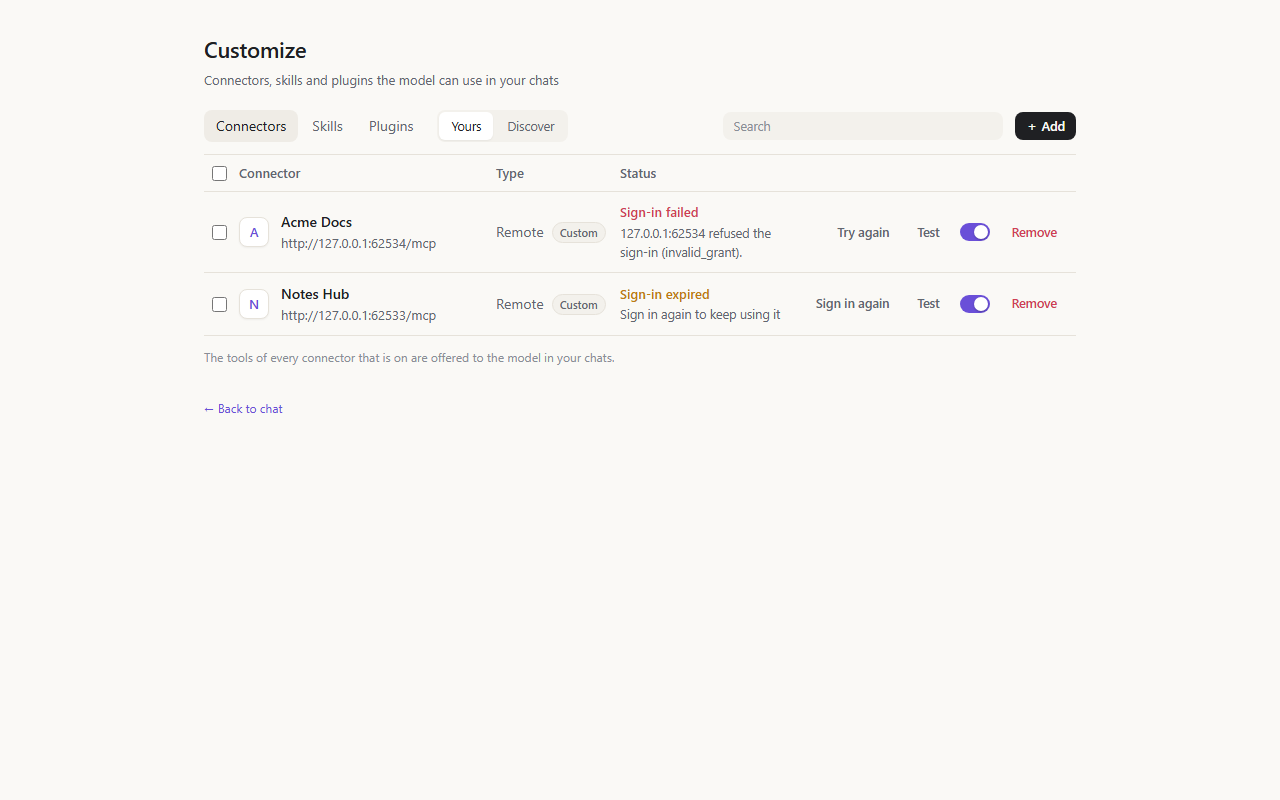 Customize
Connectors, skills and plugins the model can use in your chats
Connectors Skills Plugins Yours Discover Search + Add
Connector Type Status
A Acme Docs http://127.0.0.1:62534/mcp Remote Custom Sign-in failed 127.0.0.1:62534 refused the sign-in (invalid_grant). Try again Test Remove
N Notes Hub http://127.0.0.1:62533/mcp Remote Custom Sign-in expired Sign in again to keep using it Sign in again Test Remove
The tools of every connector that is on are offered to the model in your chats.
← Back to chat